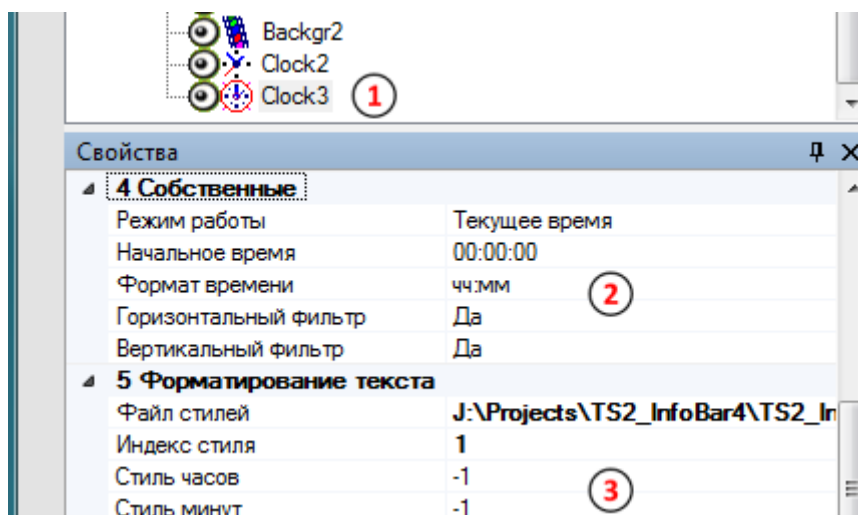 Backgr2
Clock2
Clock3 1
Свойства
4 Собственные
Режим работы Текущее время
Начальное время 00:00:00
Формат времени чч:мм
2
Горизонтальный фильтр Да
Вертикальный фильтр Да
5 Форматирование текста
Файл стилей J:\Projects\TS2_InfoBar4\TS2_In
Индекс стиля 1
Стиль часов -1
3
Стиль минут -1